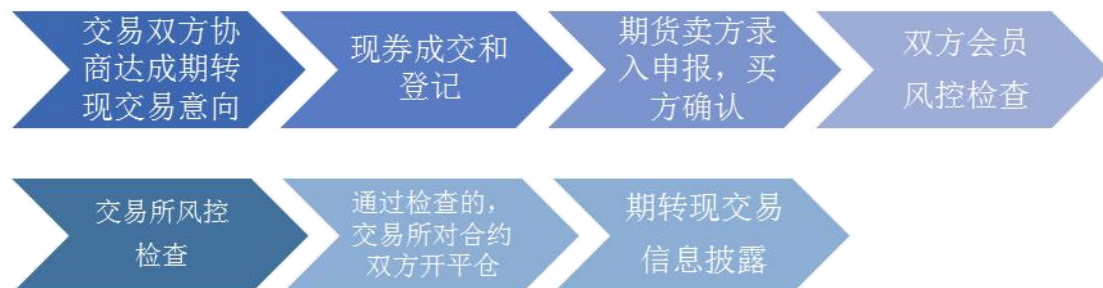 交易双方协
商达成期转
现交易意向
现券成交和
登记
期货卖方录
入申报，买
方确认
双方会员
风控检查
交易所风控
检查
通过检查的，
交易所对合约
双方开平仓
期转现交易
信息披露